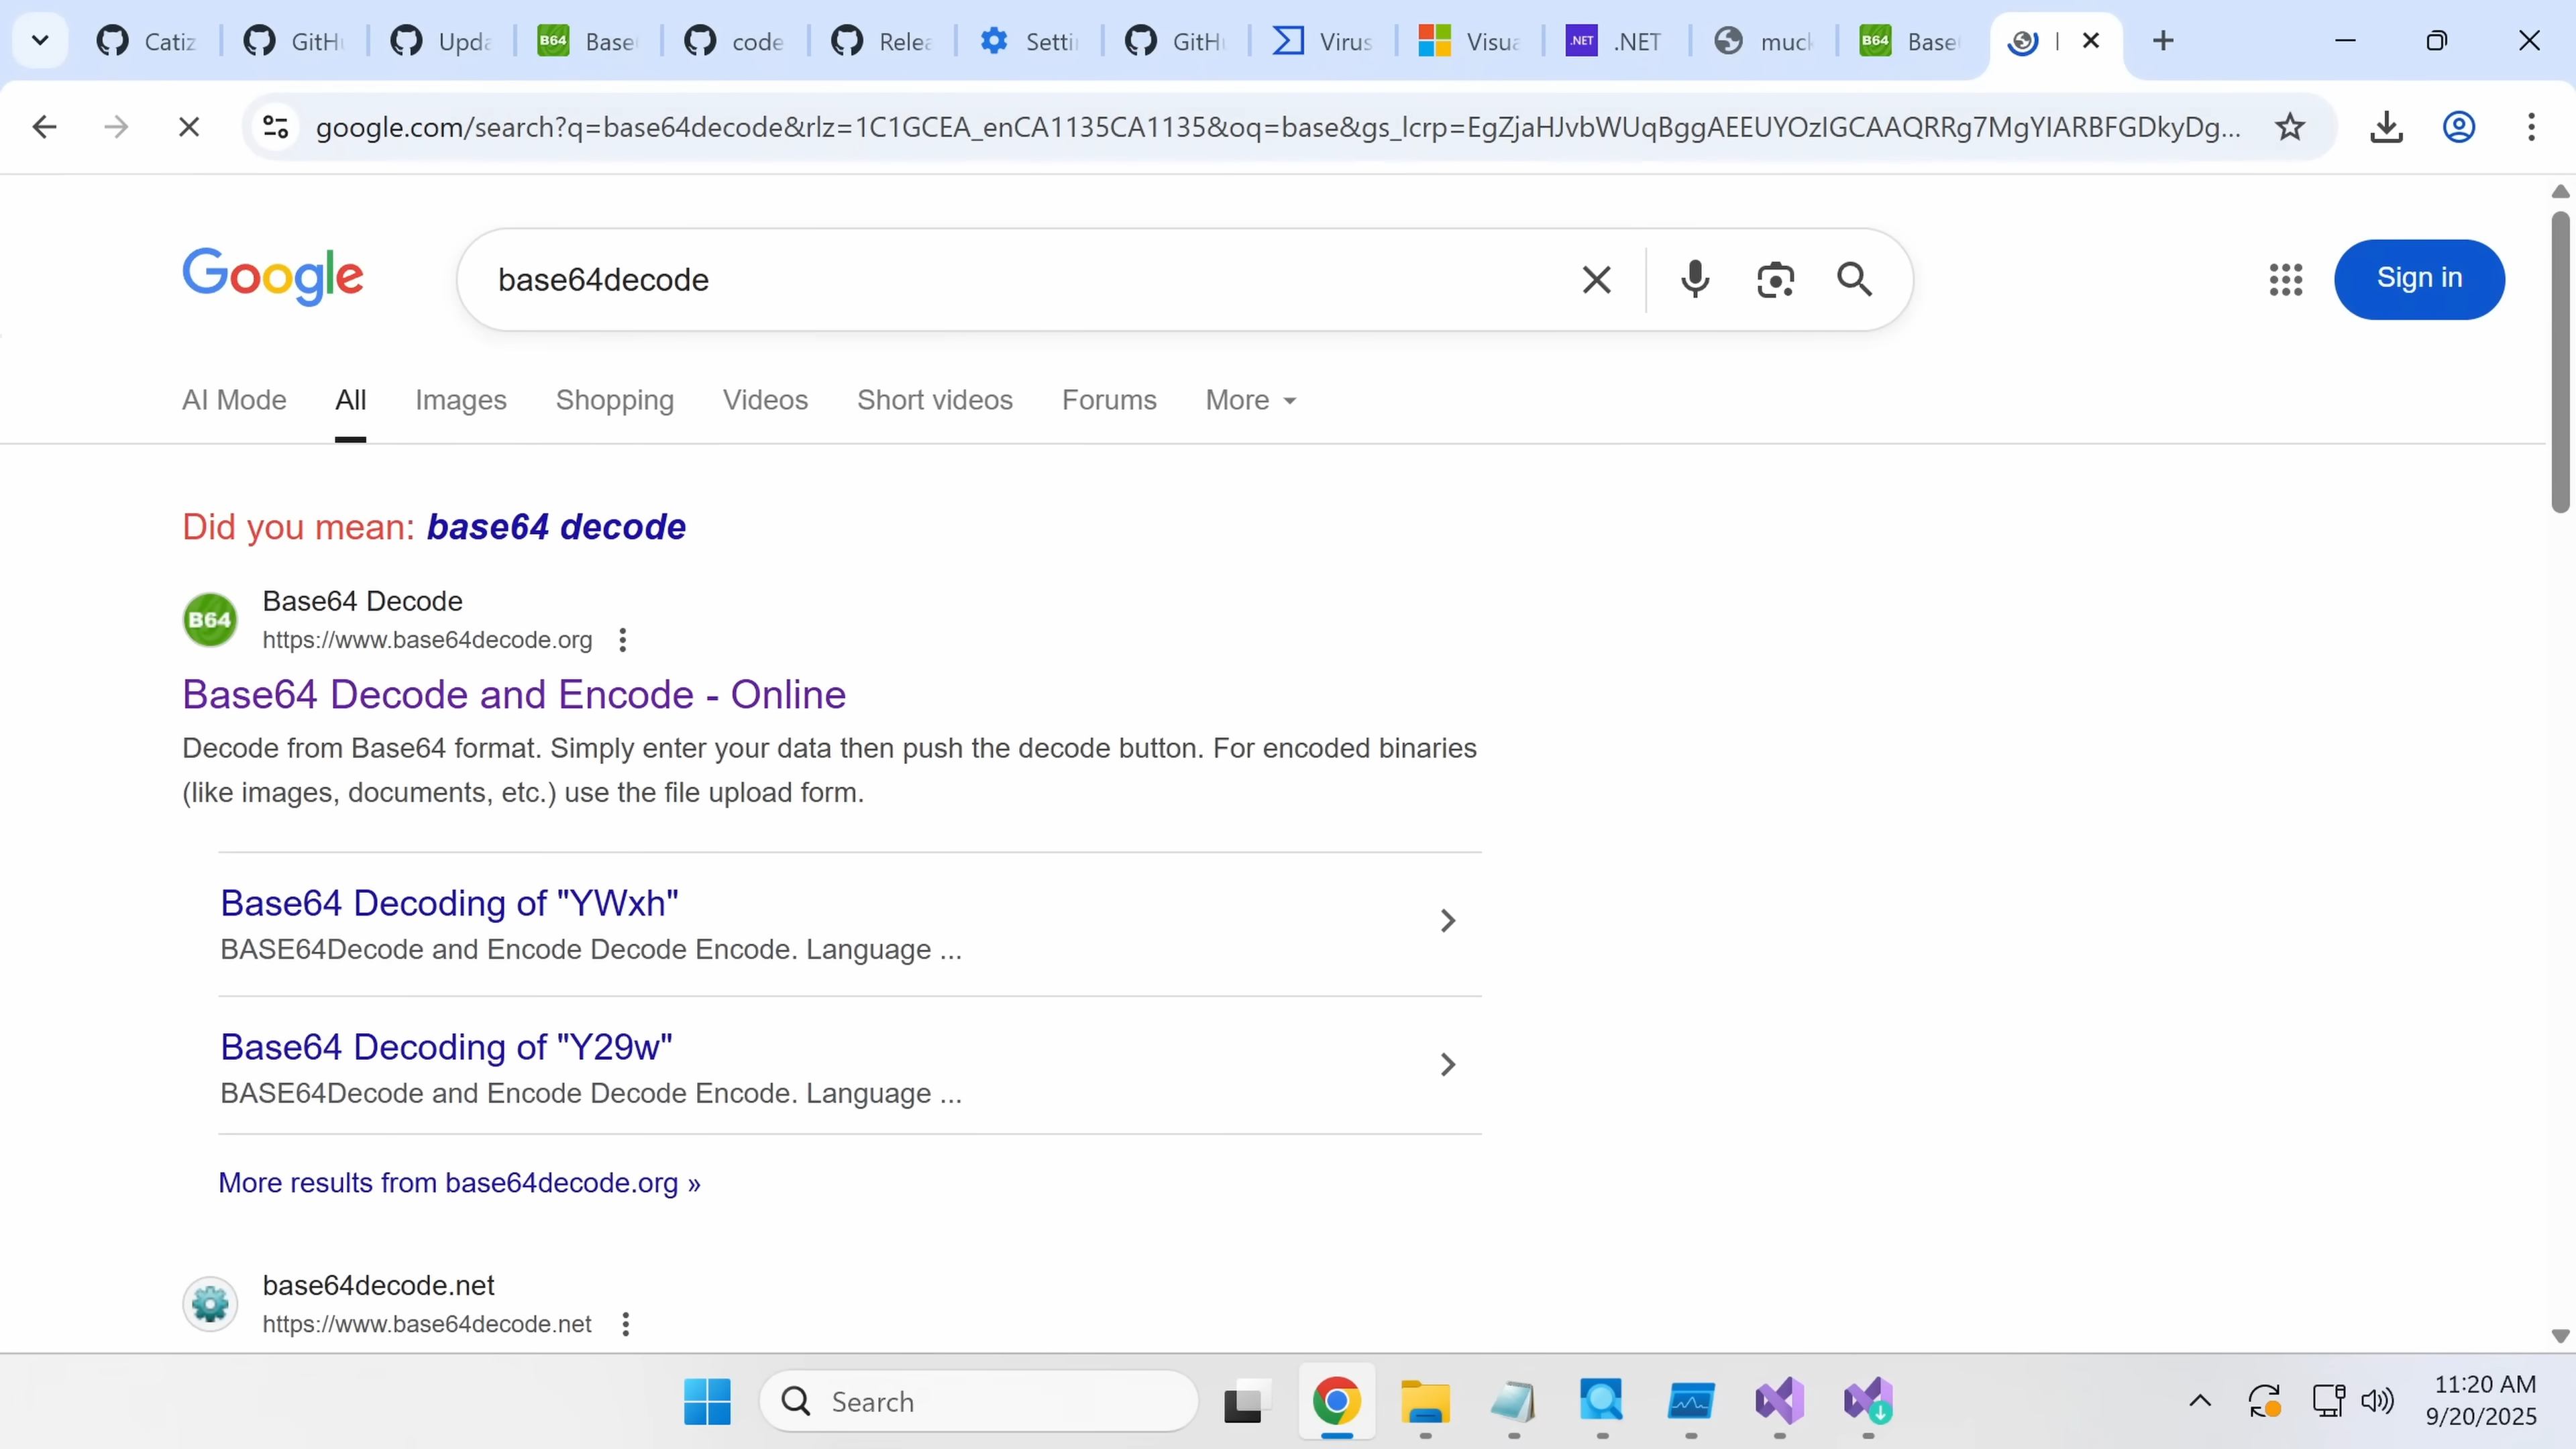 Catiz
GitHu
Upda
B64
Base
code
Relea
Setti
GitHu
Virus
Visua
.NET
.NET
muck
B64
Base
google.com/search?q=base64decode&rlz=1C1GCEA_enCA1135CA1135&oq=base&gs_lcrp=EgZjaHJvbWUqBggAEEUYOzIGCAAQRRg7MgYIARBFGDkyDg...
Google
base64decode
Sign in
AI Mode
All
Images
Shopping
Videos
Short videos
Forums
More
Did you mean: base64 decode
B64
Base64 Decode
https://www.base64decode.org
Base64 Decode and Encode - Online
Decode from Base64 format. Simply enter your data then push the decode button. For encoded binaries
(like images, documents, etc.) use the file upload form.
Base64 Decoding of "YWxh"
BASE64Decode and Encode Decode Encode. Language ...
Base64 Decoding of "Y29w"
BASE64Decode and Encode Decode Encode. Language ...
More results from base64decode.org »
base64decode.net
https://www.base64decode.net
Search
11:20 AM
9/20/2025